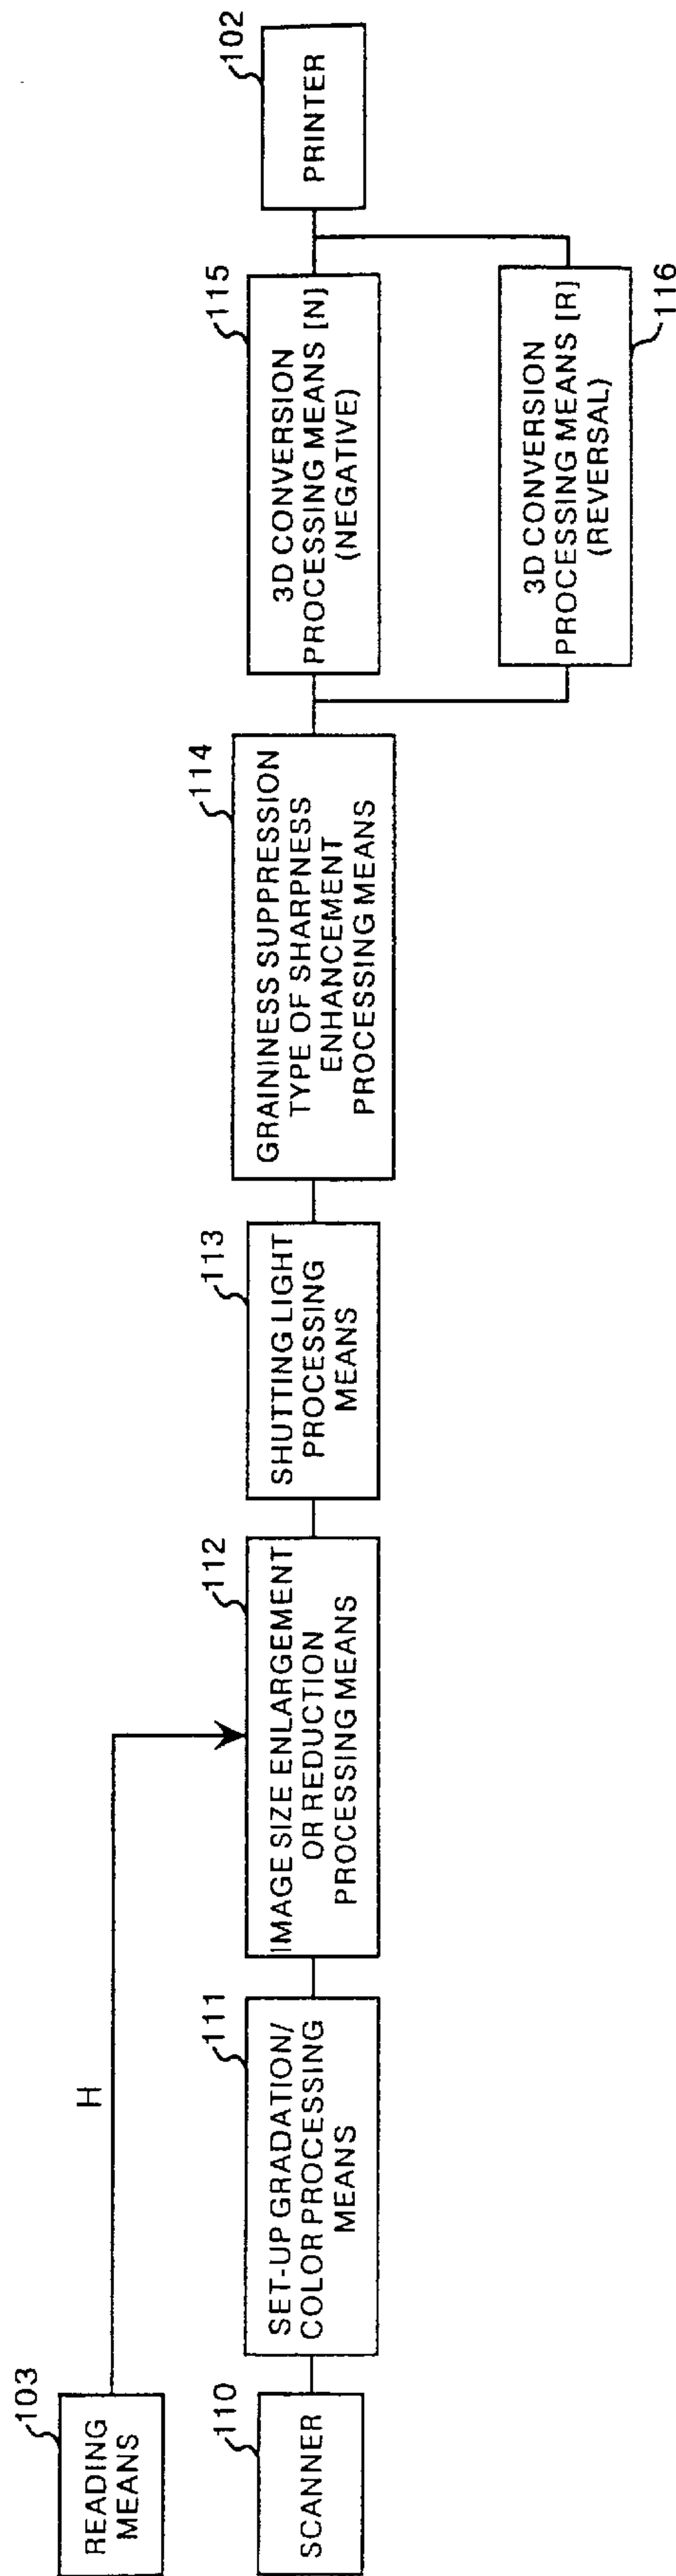 103
READING
MEANS
H
110
SCANNER
111
SET-UP GRADATION/
COLOR PROCESSING
MEANS
112
IMAGE SIZE ENLARGEMENT
OR REDUCTION
PROCESSING MEANS
113
SHUTTING LIGHT
PROCESSING
MEANS
114
GRAININESS SUPPRESSION
TYPE OF SHARPNESS
ENHANCEMENT
PROCESSING MEANS
115
3D CONVERSION
PROCESSING MEANS [N]
(NEGATIVE)
3D CONVERSION
PROCESSING MEANS [R]
(REVERSAL)
116
102
PRINTER